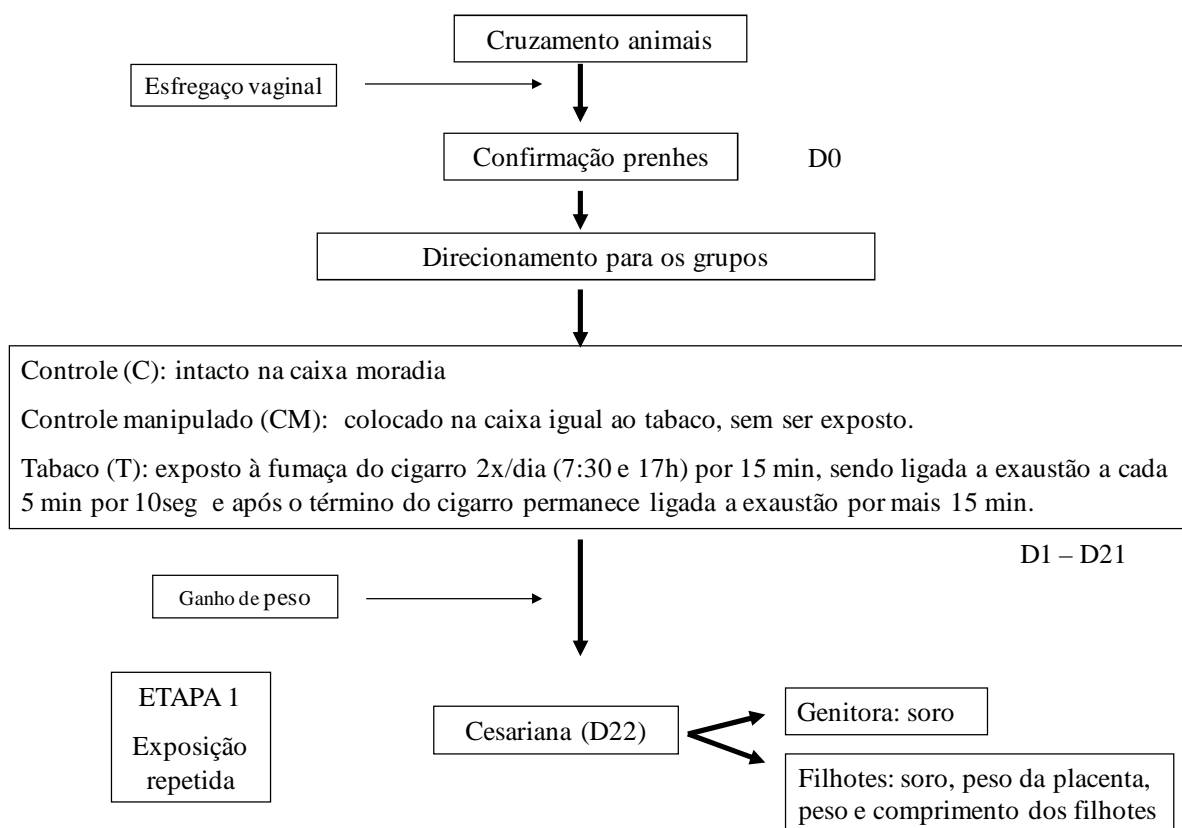 Cruzamento animais
Esfregaço vaginal
Confirmação prenhes
D0
Direcionamento para os grupos
Controle (C): intacto na caixa moradia
Controle manipulado (CM): colocado na caixa igual ao tabaco, sem ser exposto.
Tabaco (T): exposto à fumaça do cigarro 2x/dia (7:30 e 17h) por 15 min, sendo ligada a exaustão a cada
5 min por 10seg e após o término do cigarro permanece ligada a exaustão por mais 15 min.
D1 – D21
Ganho de peso
ETAPA 1
Exposição
repetida
Cesariana (D22)
Genitora: soro
Filhotes: soro, peso da placenta,
peso e comprimento dos filhotes